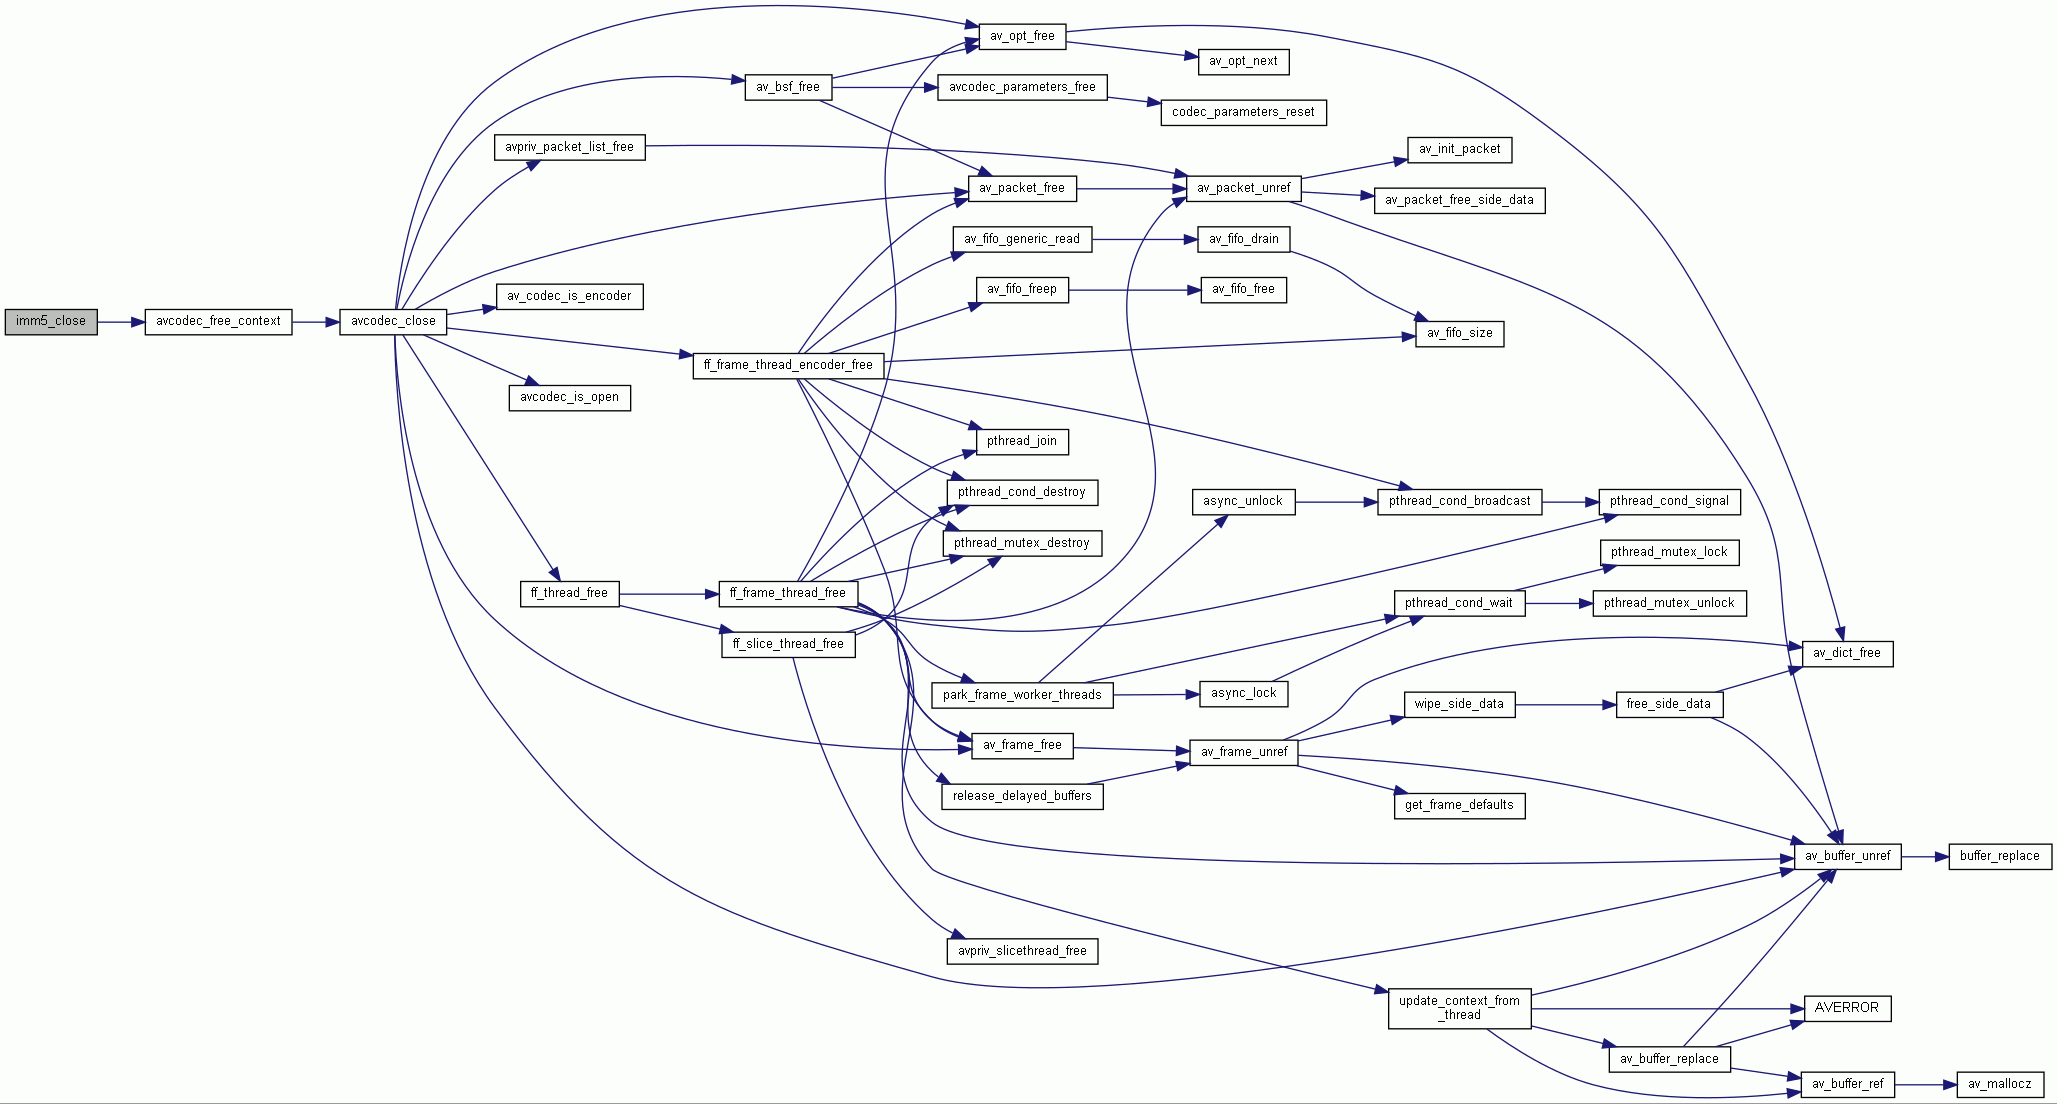 av_opt_free
av_opt_next
av_bsf_free
avcodec_parameters_free
codec_parameters_reset
avpriv_packet_list_free
av_init_packet
av_packet_free
av_packet_unref
av_packet_free_side_data
av_fifo_generic_read
av_fifo_drain
av_codec_is_encoder
av_fifo_freep
av_fifo_free
imm5_close
avcodec_free_context
avcodec_close
av_fifo_size
ff_frame_thread_encoder_free
avcodec_is_open
pthread_join
pthread_cond_destroy
async_unlock
pthread_cond_broadcast
pthread_cond_signal
pthread_mutex_destroy
pthread_mutex_lock
ff_thread_free
ff_frame_thread_free
pthread_cond_wait
pthread_mutex_unlock
ff_slice_thread_free
av_dict_free
park_frame_worker_threads
async_lock
wipe_side_data
free_side_data
av_frame_free
av_frame_unref
release_delayed_buffers
get_frame_defaults
av_buffer_unref
buffer_replace
avpriv_slicethread_free
update_context_from
_thread
AVERROR
av_buffer_replace
av_buffer_ref
av_mallocz